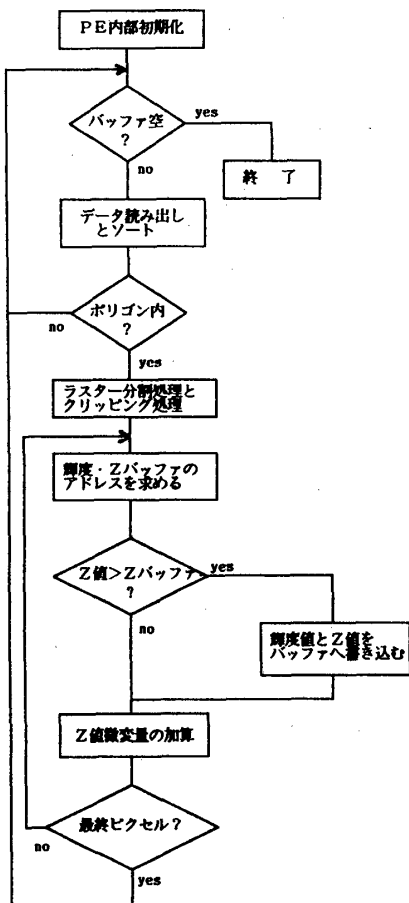 ＰＥ内部初期化
バッファ空
？
yes
no
終　了
データ読み出し
とソート
ポリゴン内
？
no
yes
ラスター分割処理と
クリッピング処理
輝度・Ｚバッファの
アドレスを求める
Ｚ値＞Ｚバッファ
？
yes
no
輝度値とＺ値を
バッファへ書き込む
Ｚ値微変量の加算
最終ピクセル？
no
yes